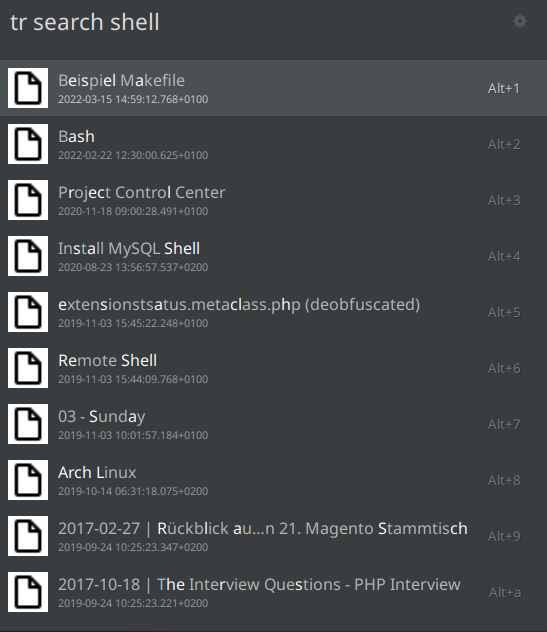 tr search shell
Beispiel Makefile
Alt+1
2022-03-15 14:59:12.768+0100
Bash
Alt+2
2022-02-22 12:30:00.625+0100
Project Control Center
Alt+3
2020-11-18 09:00:28.491+0100
Install MySQL Shell
Alt+4
2020-08-23 13:56:57.537+0200
extensionstsatus.metaclass.php (deobfuscated)
Alt+5
2019-11-03 15:45:22.248+0100
Remote Shell
Alt+6
2019-11-03 15:44:09.768+0100
03 - Sunday
Alt+7
2019-11-03 10:01:57.184+0100
Arch Linux
Alt+8
2019-10-14 06:31:18.075+0200
2017-02-27 | Rückblick au...n 21. Magento Stammtisch
Alt+9
2019-09-24 10:25:23.347+0200
2017-10-18 | The Interview Questions - PHP Interview
Alt+a
2019-09-24 10:25:23.221+0200